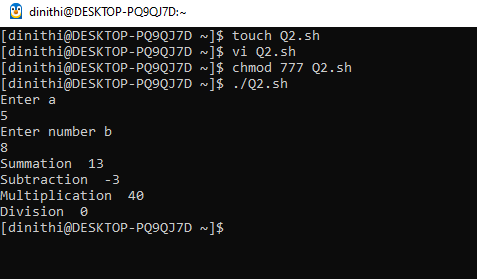 dinithi@DESKTOP-PQ9QJ7D:~
[dinithi@DESKTOP-PQ9QJ7D ~]$ touch Q2.sh
[dinithi@DESKTOP-PQ9QJ7D ~]$ vi Q2.sh
[dinithi@DESKTOP-PQ9QJ7D ~]$ chmod 777 Q2.sh
[dinithi@DESKTOP-PQ9QJ7D ~]$ ./Q2.sh
Enter a
5
Enter number b
8
Summation  13
Subtraction  -3
Multiplication  40
Division  0
[dinithi@DESKTOP-PQ9QJ7D ~]$